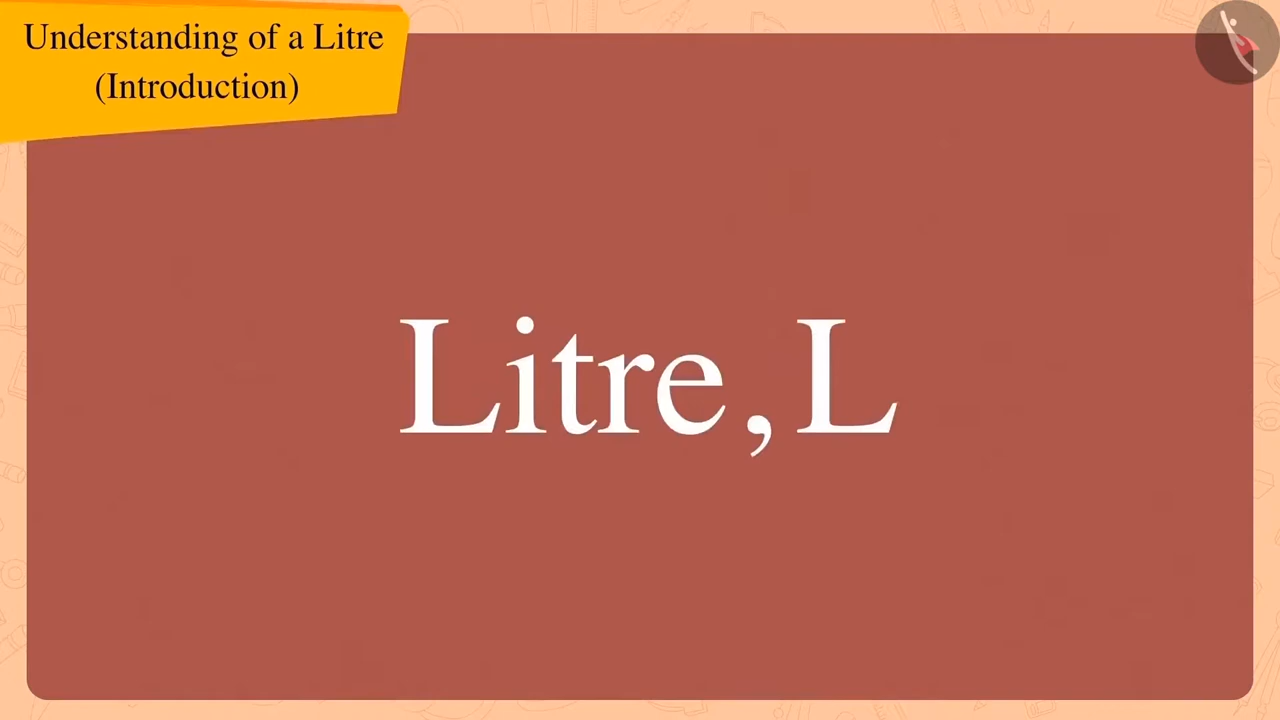 Understanding of a Litre
(Introduction)
Litre, L